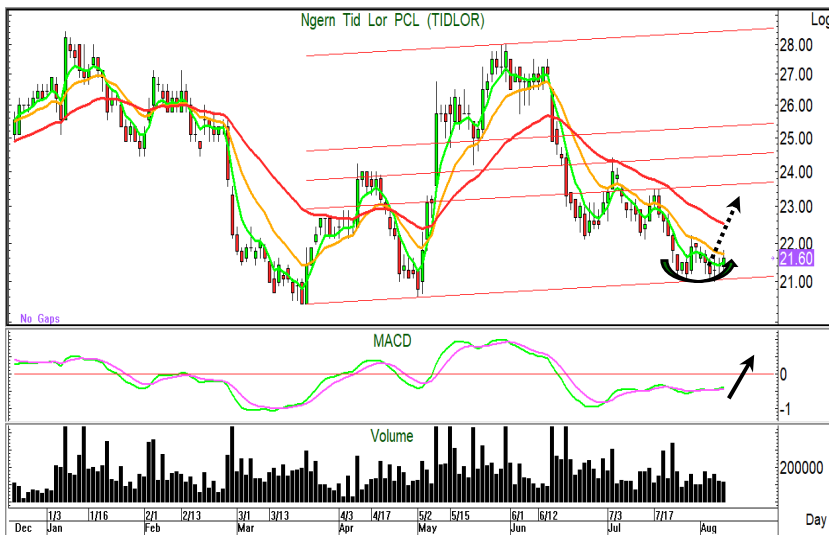 Ngern Tid Lor PCL (TIDLOR)
Log
28.00
27.00
26.00
25.00
24.00
23.00
22.00
21.60
21.00
No Gaps
MACD
0
-1
Volume
200000
1/3 1/16 2/1 2/13 3/1 3/13 4/3 4/17 5/2 5/15 6/1 6/12 7/3 7/17
Dec Jan Feb Mar Apr May Jun Jul Aug
Day